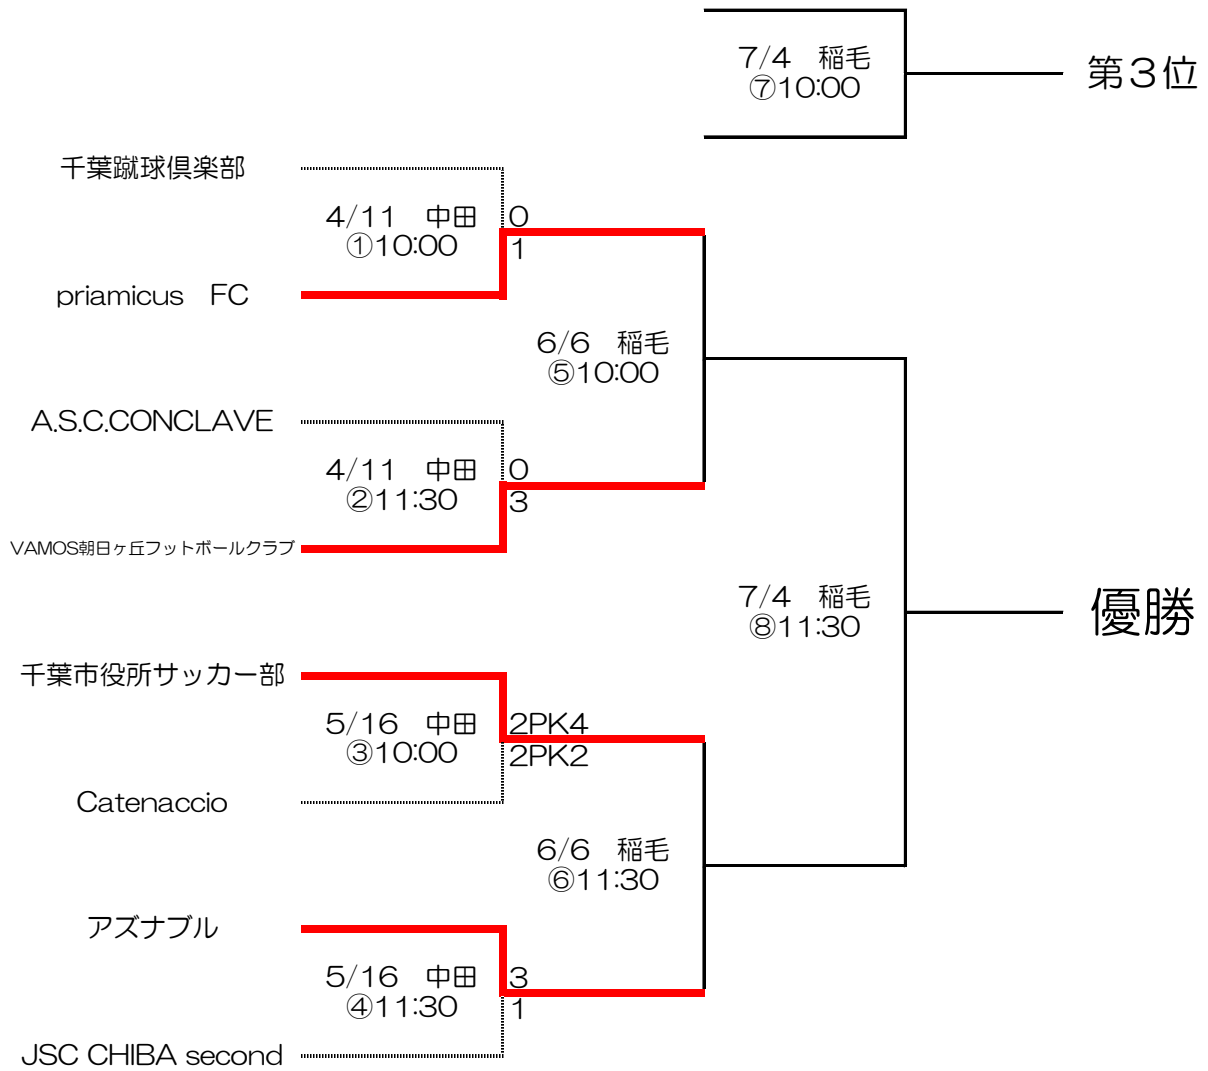 7/4　稲毛
⑦10:00
第３位
千葉蹴球倶楽部
4/11　中田
①10:00
0
1
priamicus　FC
6/6　稲毛
⑤10:00
A.S.C.CONCLAVE
4/11　中田
②11:30
0
3
VAMOS朝日ヶ丘フットボールクラブ
7/4　稲毛
⑧11:30
優勝
千葉市役所サッカー部
5/16　中田
③10:00
2PK4
2PK2
Catenaccio
6/6　稲毛
⑥11:30
アズナブル
5/16　中田
④11:30
3
1
JSC CHIBA second